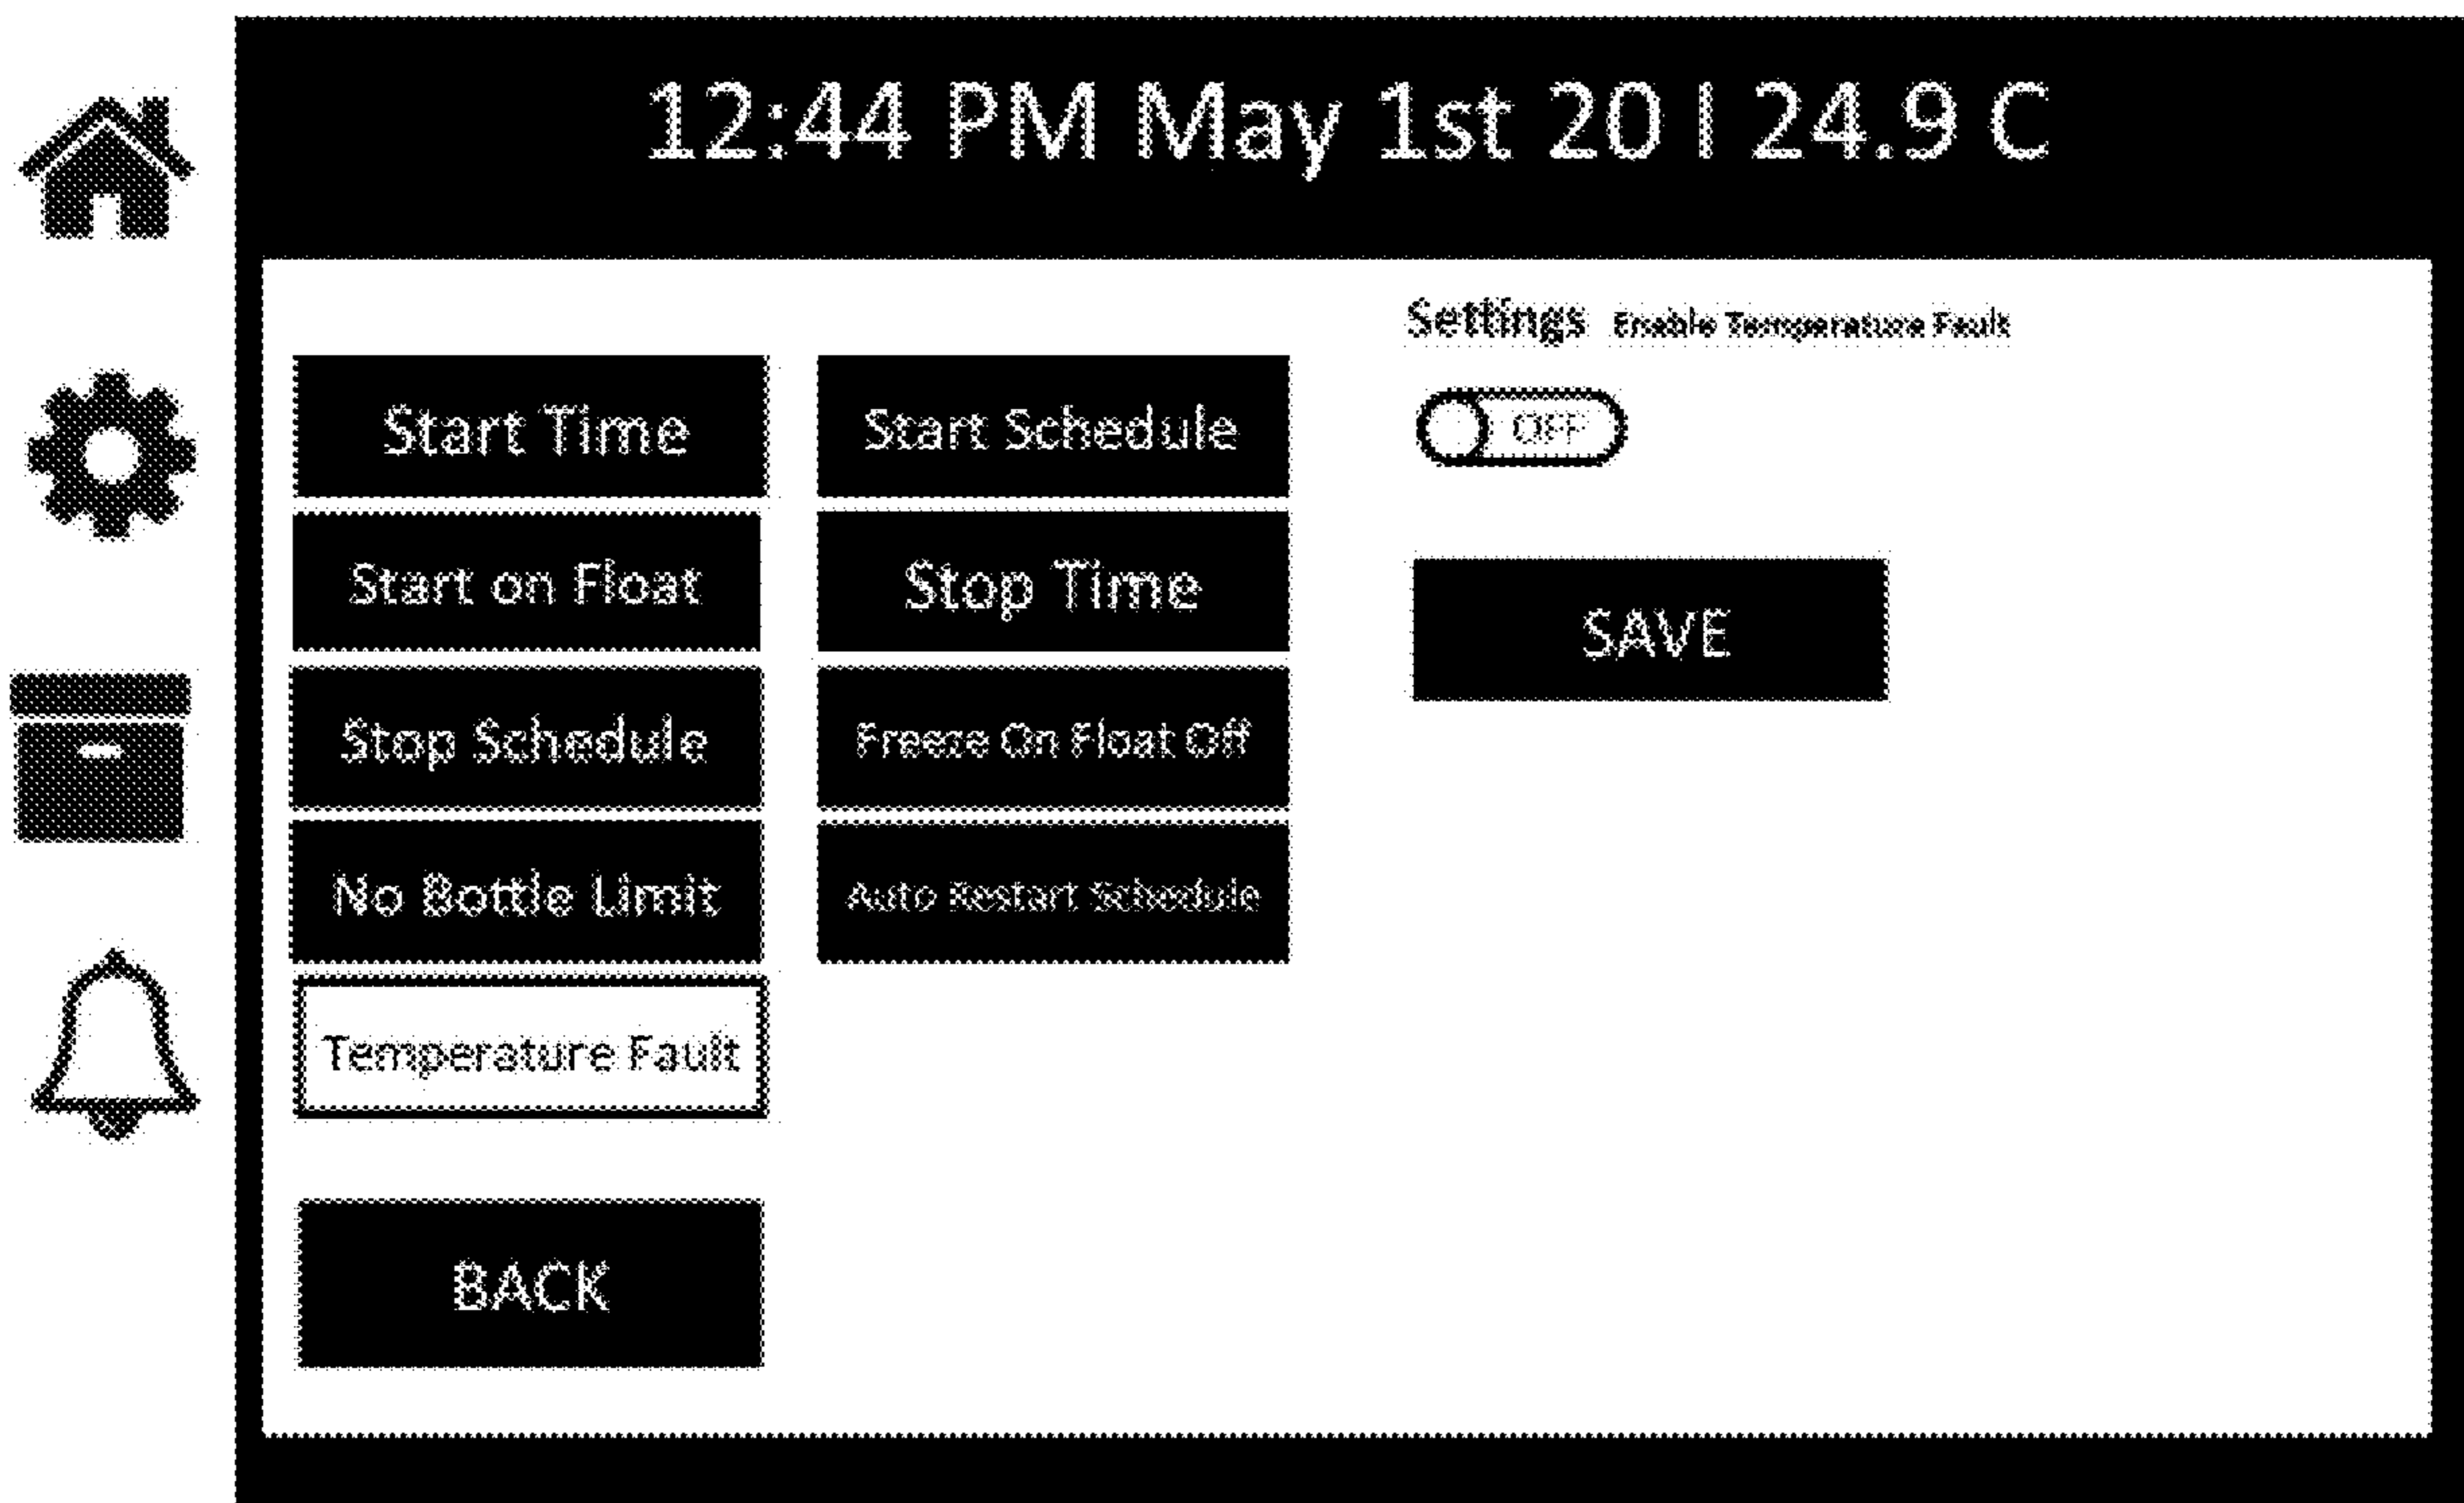 12:44 PM May 1st 20 | 24.9 C
Settings Enable Temperature Fault
Start Time
Start Schedule
OFF
Start on Float
Stop Time
SAVE
Stop Schedule
Freeze On Float Off
No Bottle Limit
Auto Restart Schedule
Temperature Fault
BACK